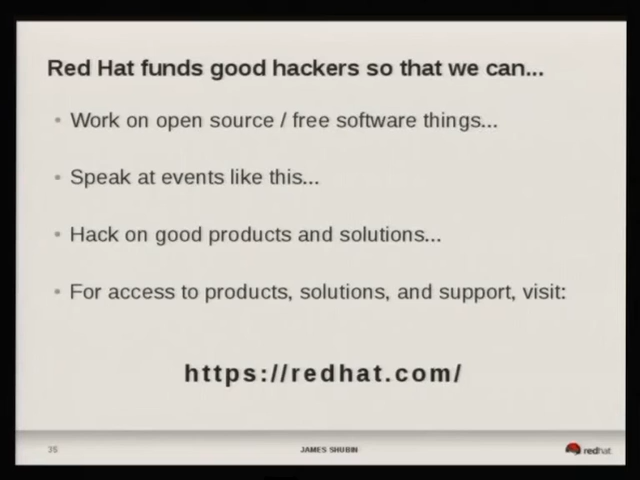 Red Hat funds good hackers so that we can...
• Work on open source / free software things...
• Speak at events like this...
• Hack on good products and solutions...
• For access to products, solutions, and support, visit:
https://redhat.com/
35 JAMES SHUBIN redhat.